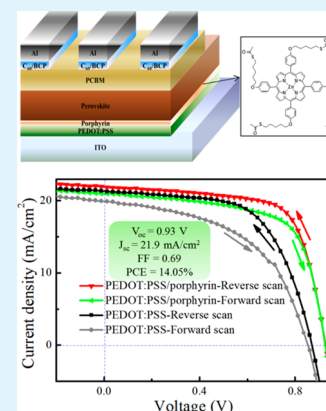 Al Al Al
C60/BCP C60/BCP C60/BCP
PCBM
Perovskite
Porphyrin
PEDOT:PSS
ITO
Zn
Current density (mA/cm²)
20
10
0
Voc = 0.93 V
Jsc = 21.9 mA/cm²
FF = 0.69
PCE = 14.05%
PEDOT:PSS/porphyrin-Reverse scan
PEDOT:PSS/porphyrin-Forward scan
PEDOT:PSS-Reverse scan
PEDOT:PSS-Forward scan
0.0 0.4 0.8
Voltage (V)